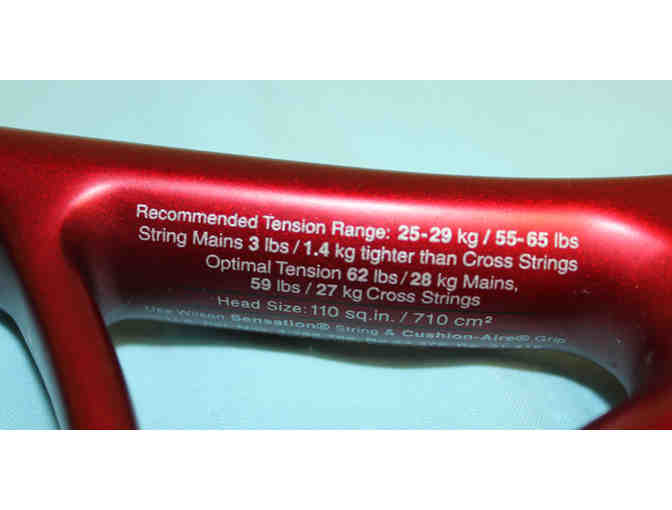 Recommended Tension Range: 25-29 kg / 55-65 lbs
String Mains 3 lbs / 1.4 kg tighter than Cross Strings
Optimal Tension 62 lbs / 28 kg Mains,
59 lbs / 27 kg Cross Strings
Head Size: 110 sq.in. / 710 cm²
Use Wilson Sensation® String & Cushion-Aire® Grip